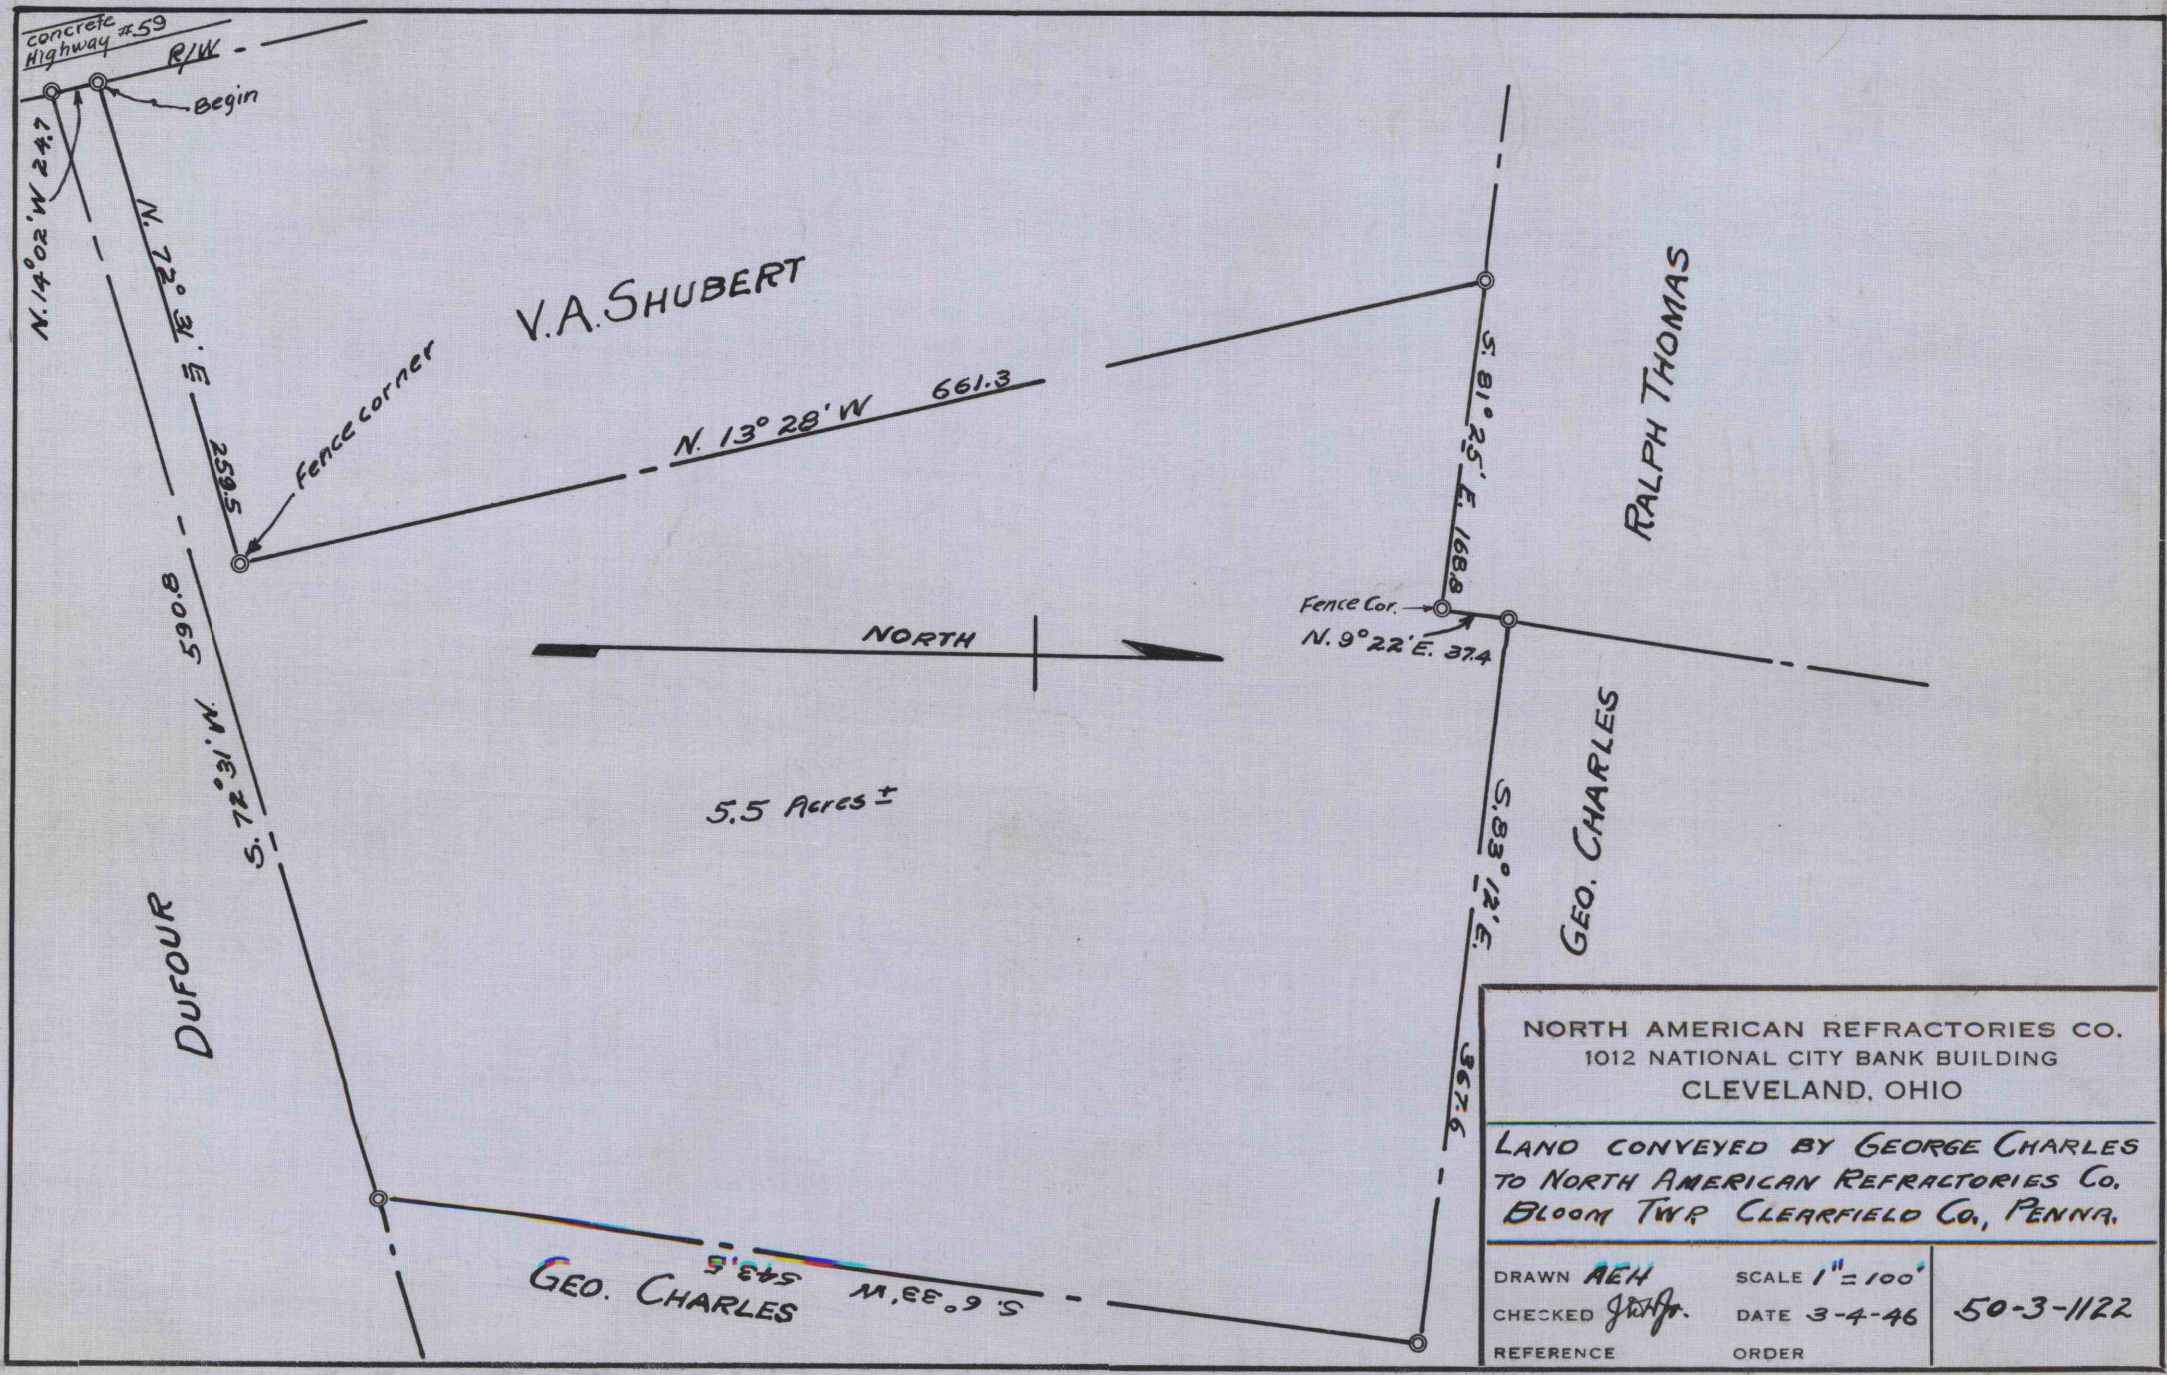 concrete
Highway #59
R/W
Begin
N. 14° 02' W 24.7
N. 72° 31' E 259.5
Fence corner
V.A. SHUBERT
N. 13° 28' W 661.3
S. 81° 25' E. 168.8
RALPH THOMAS
Fence Cor.
N. 9° 22' E. 37.4
NORTH
S. 72° 31' W. 590.8
5.5 Acres ±
S. 83° 12' E. 367.6
GEO. CHARLES
DUFOUR
S. 6° 33' W 543.5
GEO. CHARLES
NORTH AMERICAN REFRACTORIES CO.
1012 NATIONAL CITY BANK BUILDING
CLEVELAND, OHIO
LAND CONVEYED BY GEORGE CHARLES
TO NORTH AMERICAN REFRACTORIES CO.
BLOOM TWP. CLEARFIELD CO., PENNA.
DRAWN AEH SCALE 1" = 100'
CHECKED DATE 3-4-46
REFERENCE ORDER
50-3-1122